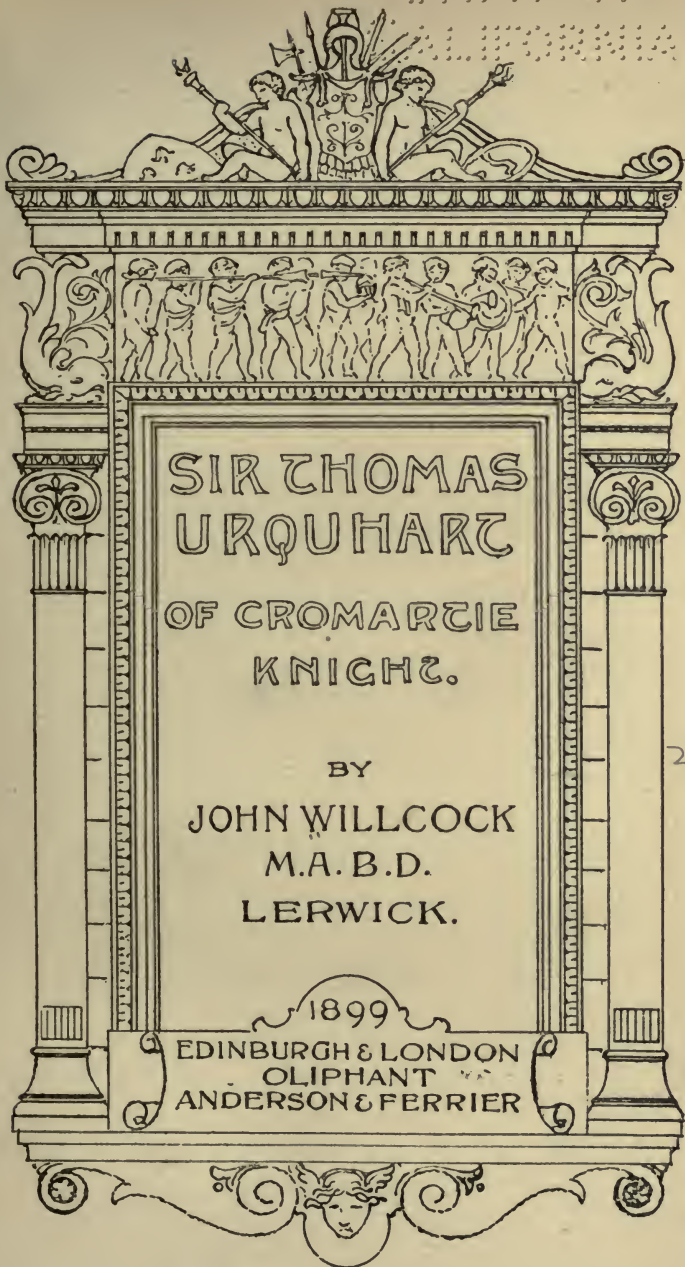 SIR THOMAS
URQUHART
OF CROMARTIE
KNIGHT.
BY
JOHN WILLCOCK
M.A. B.D.
LERWICK.
1899
EDINBURGH & LONDON
OLIPHANT
ANDERSON & FERRIER